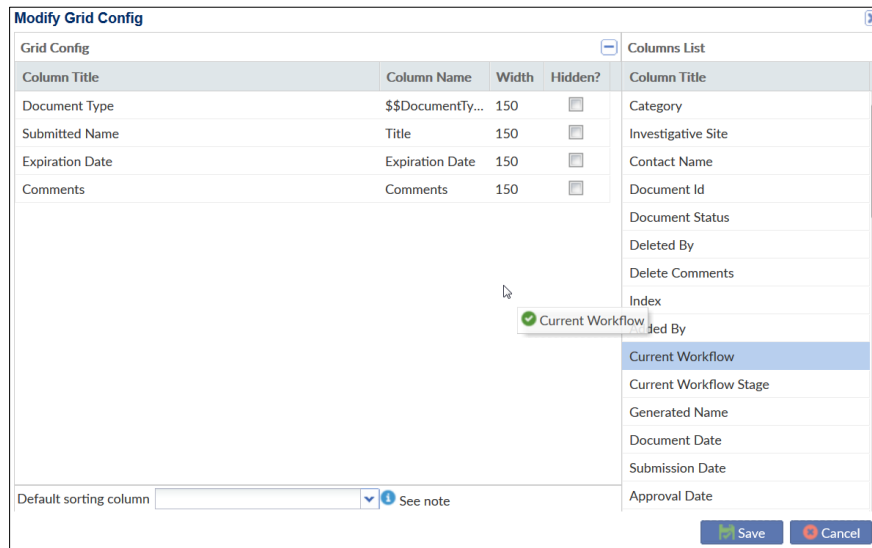 Modify Grid Config
Grid Config
Column Title Column Name Width Hidden?
Document Type $$DocumentTy... 150
Submitted Name Title 150
Expiration Date Expiration Date 150
Comments Comments 150
Default sorting column See note
Columns List
Column Title
Category
Investigative Site
Contact Name
Document Id
Document Status
Deleted By
Delete Comments
Index
Current Workflow
ded By
Current Workflow
Current Workflow Stage
Generated Name
Document Date
Submission Date
Approval Date
Save Cancel